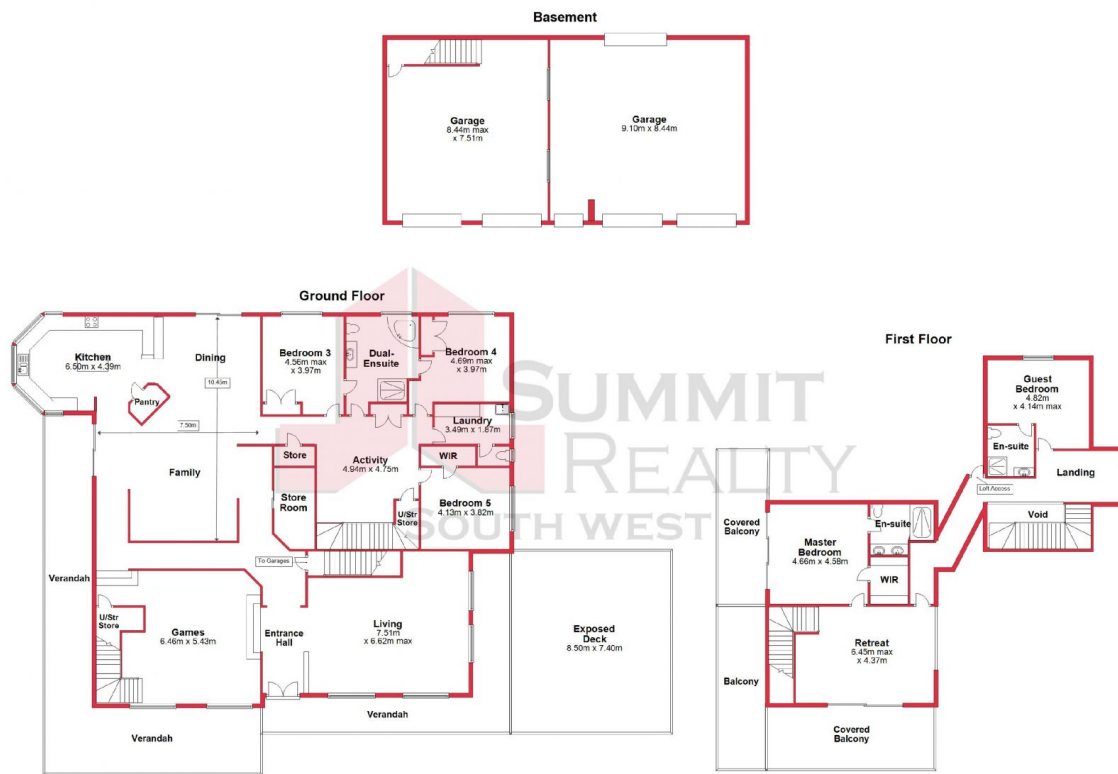 Basement
Garage
8.44m max
x 7.51m
Garage
9.10m x 8.44m
Ground Floor
Kitchen
6.50m x 4.39m
Dining
10.45m
Pantry
7.50m
Family
Bedroom 3
4.56m max
x 3.97m
Dual-
Ensuite
Bedroom 4
4.69m max
x 3.97m
Laundry
3.49m x 1.87m
Store
Activity
4.94m x 4.75m
WIR
Store
Room
U/Str
Store
Bedroom 5
4.13m x 3.82m
To Garages
Verandah
U/Str
Store
Games
6.46m x 5.43m
Entrance
Hall
Living
7.51m
x 6.62m max
Exposed
Deck
8.50m x 7.40m
Verandah
Verandah
First Floor
Guest
Bedroom
4.82m
x 4.14m max
En-suite
Landing
Loft Access
Void
Covered
Balcony
Master
Bedroom
4.66m x 4.58m
En-suite
WIR
Retreat
6.45m max
x 4.37m
Balcony
Covered
Balcony
SUMMIT
REALTY
SOUTH WEST